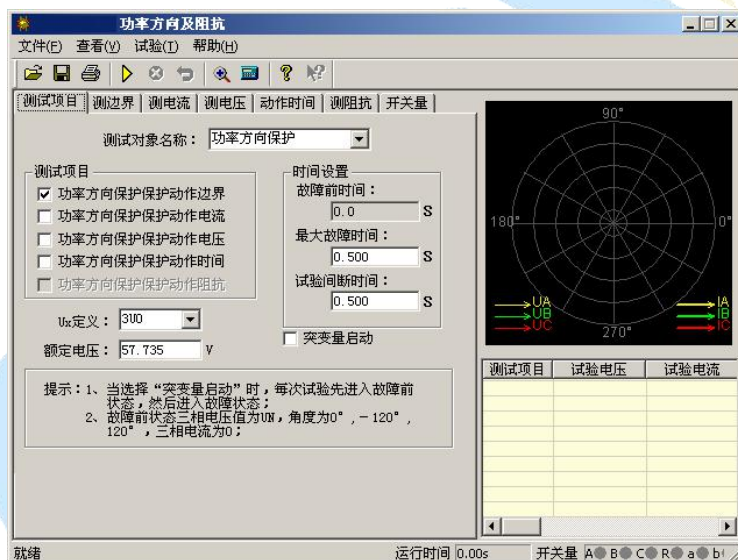 功率方向及阻抗
文件(F) 查看(V) 试验(T) 帮助(H)
测试项目 测边界 测电流 测电压 动作时间 测阻抗 开关量
测试对象名称： 功率方向保护
测试项目
功率方向保护保护动作边界
功率方向保护保护动作电流
功率方向保护保护动作电压
功率方向保护保护动作时间
功率方向保护保护动作阻抗
时间设置
故障前时间：
0.0 S
最大故障时间：
0.500 S
试验间断时间：
0.500 S
Ux定义： 3U0
额定电压： 57.735 V
突变量启动
提示：1、当选择“突变量启动”时，每次试验先进入故障前
状态，然后进入故障状态；
2、故障前状态三相电压值为UN，角度为0°,－120°,
120°，三相电流为0；
90°
180°
0°
270°
UA
UB
UC
IA
IB
IC
测试项目 试验电压 试验电流
就绪
运行时间 0.00s
开关量 A B C R a b